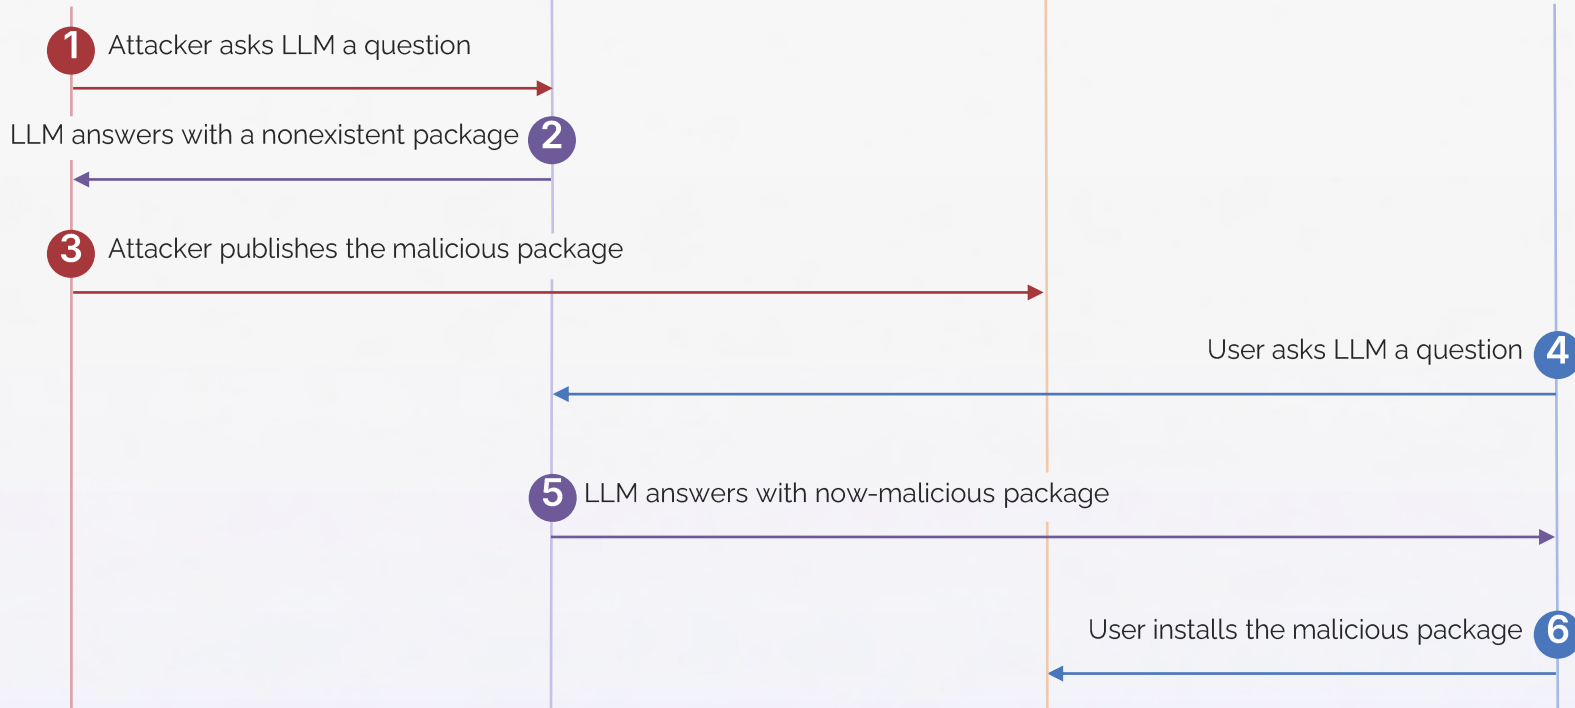 1 Attacker asks LLM a question
LLM answers with a nonexistent package 2
3 Attacker publishes the malicious package
User asks LLM a question 4
5 LLM answers with now-malicious package
User installs the malicious package 6